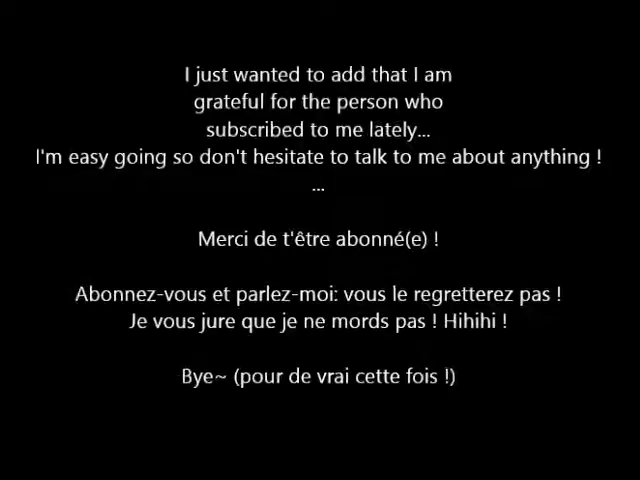 I just wanted to add that I am
grateful for the person who
subscribed to me lately...
I'm easy going so don't hesitate to talk to me about anything !
...
Merci de t'être abonné(e) !
Abonnez-vous et parlez-moi: vous le regretterez pas !
Je vous jure que je ne mords pas ! Hihihi !
Bye~ (pour de vrai cette fois !)